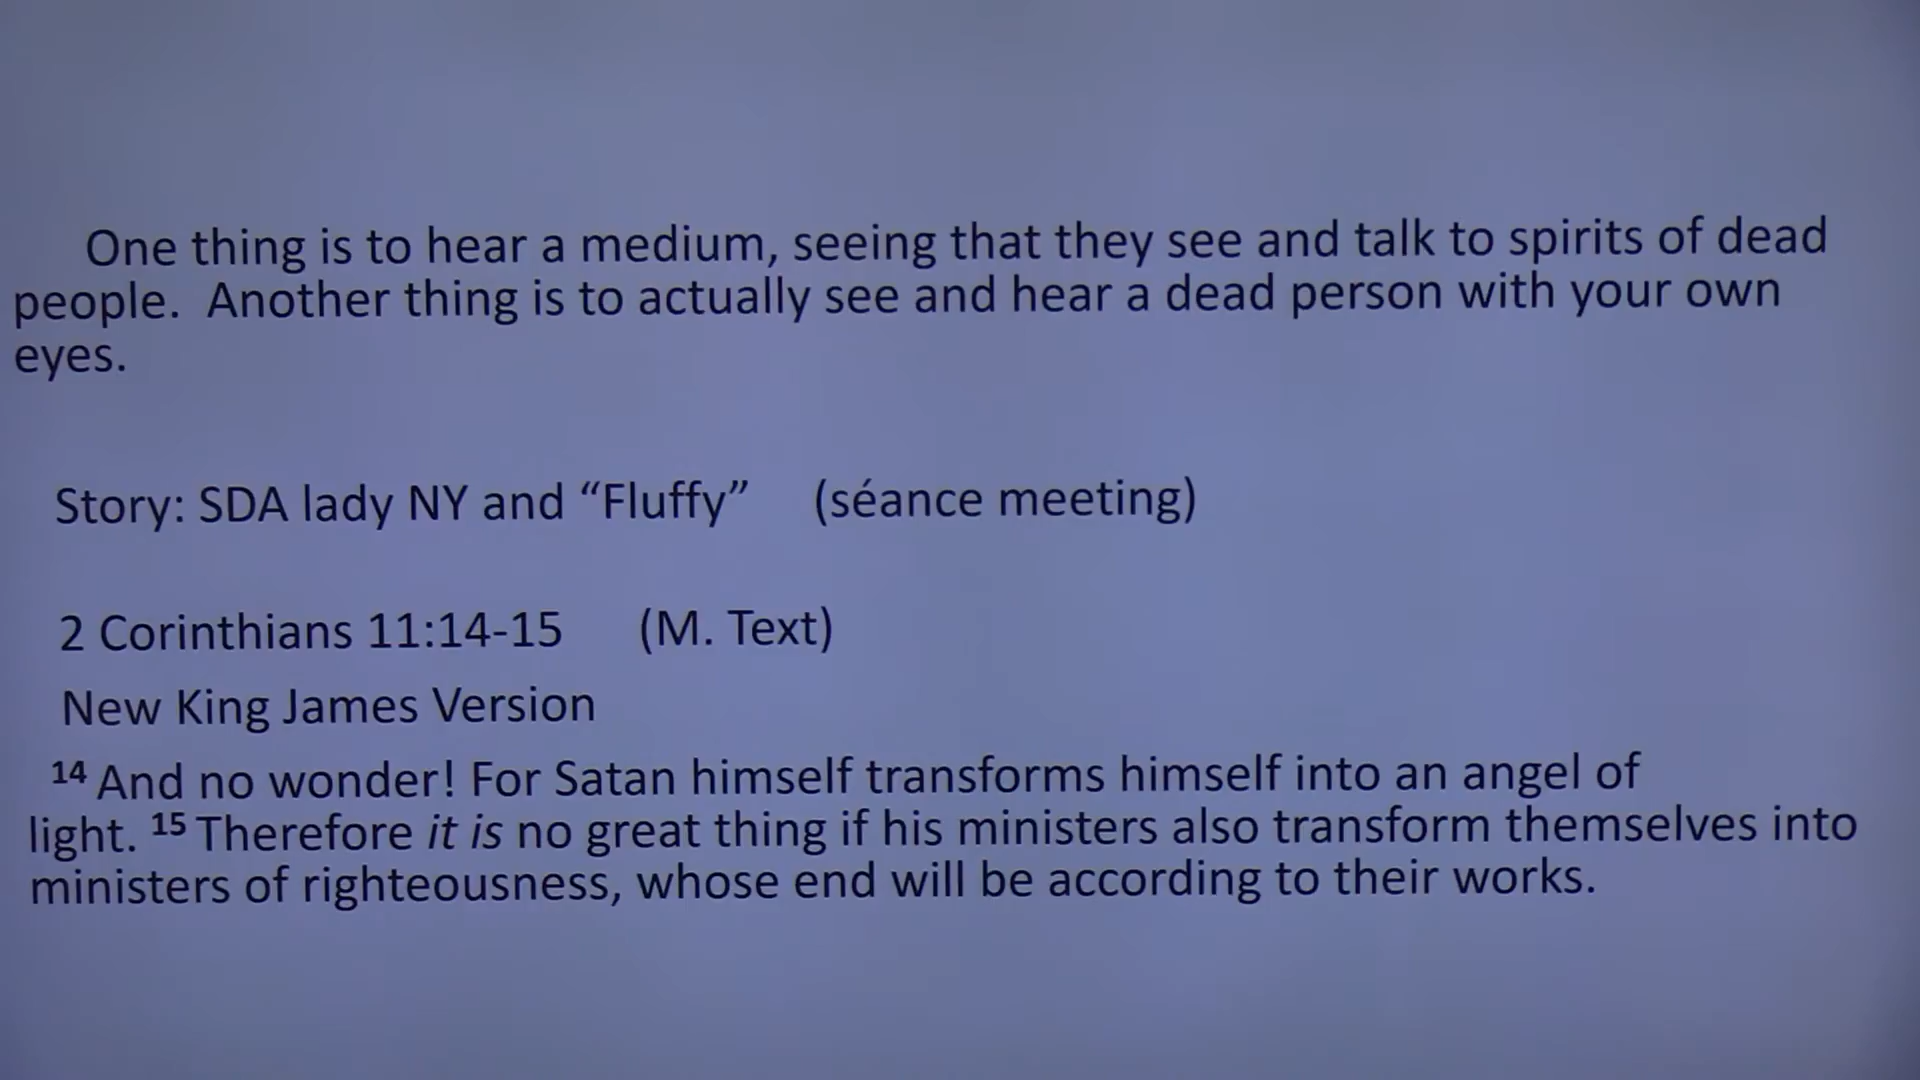 One thing is to hear a medium, seeing that they see and talk to spirits of dead
people. Another thing is to actually see and hear a dead person with your own
eyes.
Story: SDA lady NY and “Fluffy” (séance meeting)
2 Corinthians 11:14-15 (M. Text)
New King James Version
14 And no wonder! For Satan himself transforms himself into an angel of
light. 15 Therefore it is no great thing if his ministers also transform themselves into
ministers of righteousness, whose end will be according to their works.